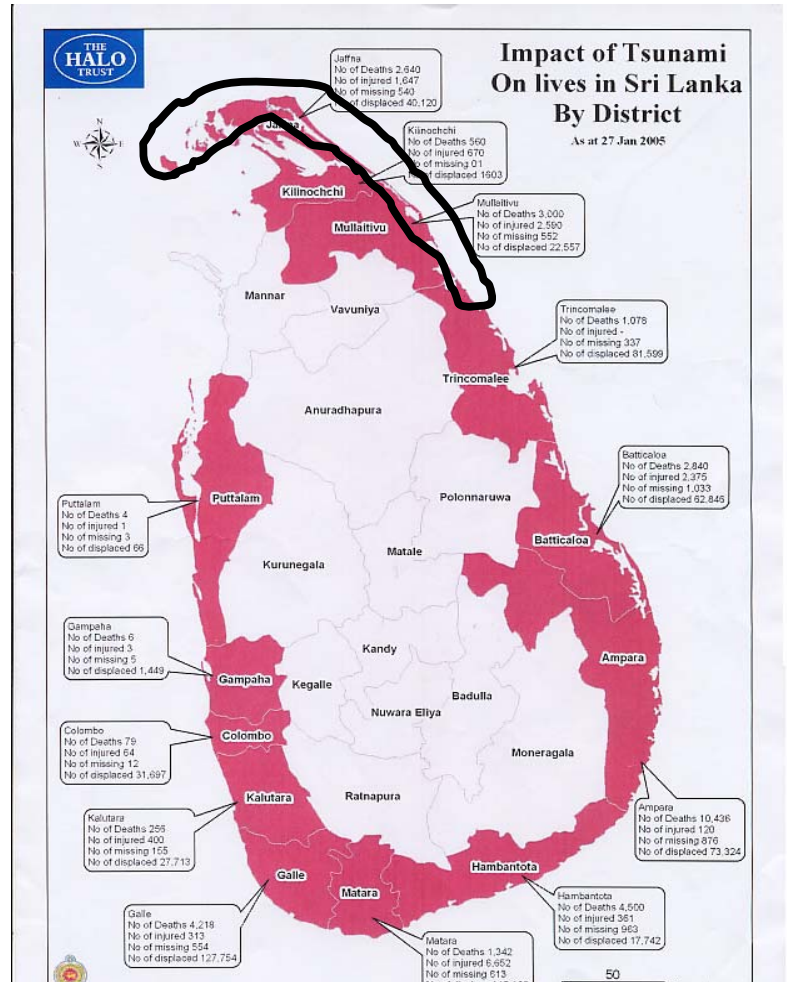 THE
HALO
TRUST
Impact of Tsunami
On lives in Sri Lanka
By District
As at 27 Jan 2005
N
W
E
S
Jaffna
No of Deaths 2,640
No of injured 1,647
No of missing 540
No of displaced 40,120
Kiinochchi
No of Deaths 560
No of injured 670
No of missing 01
No of displaced 1603
Mullaitivu
No of Deaths 3,000
No of injured 2,590
No of missing 552
No of displaced 22,557
Trincomalee
No of Deaths 1,078
No of injured -
No of missing 337
No of displaced 81,599
Batticaloa
No of Deaths 2,840
No of injured 2,375
No of missing 1,033
No of displaced 62,846
Puttalam
No of Deaths 4
No of injured 1
No of missing 3
No of displaced 66
Gampaha
No of Deaths 6
No of injured 3
No of missing 5
No of displaced 1,449
Colombo
No of Deaths 79
No of injured 64
No of missing 12
No of displaced 31,697
Kalutara
No of Deaths 256
No of injured 400
No of missing 155
No of displaced 27,713
Galle
No of Deaths 4,218
No of injured 313
No of missing 554
No of displaced 127,754
Matara
No of Deaths 1,342
No of injured 6,652
No of missing 613
Hambantota
No of Deaths 4,500
No of injured 361
No of missing 963
No of displaced 17,742
Ampara
No of Deaths 10,436
No of injured 120
No of missing 876
No of displaced 73,324
Jaffna
Kilinochchi
Mullaitivu
Mannar
Vavuniya
Trincomalee
Anuradhapura
Puttalam
Polonnaruwa
Batticaloa
Matale
Kurunegala
Kandy
Ampara
Gampaha
Kegalle
Badulla
Nuwara Eliya
Colombo
Moneragala
Kalutara
Ratnapura
Hambantota
Galle
Matara
50